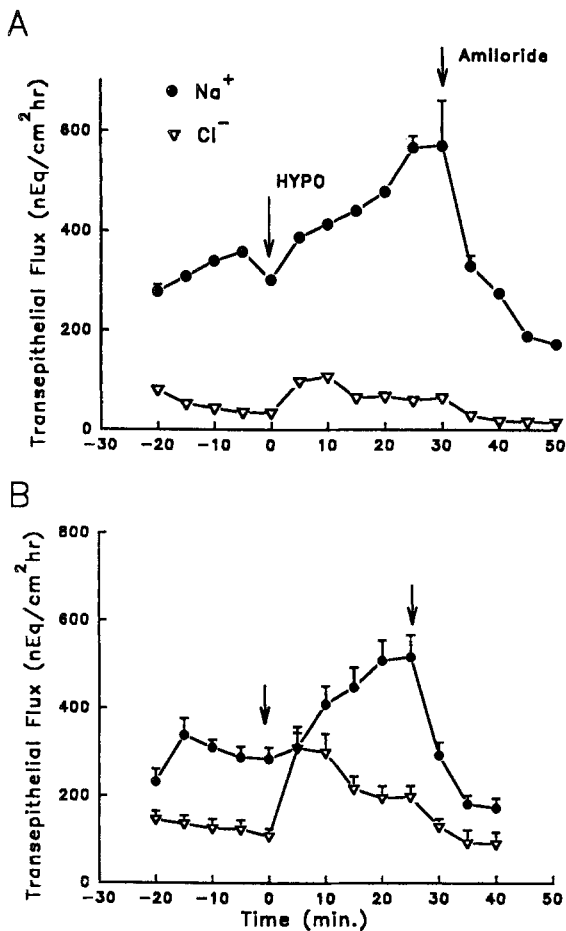 A
Amiloride
Na+
Cl−
HYPO
Transepithelial Flux (nEq/cm2hr)
600
400
200
0
−30 −20 −10 0 10 20 30 40 50
B
Transepithelial Flux (nEq/cm2hr)
800
600
400
200
0
−30 −20 −10 0 10 20 30 40 50
Time (min.)